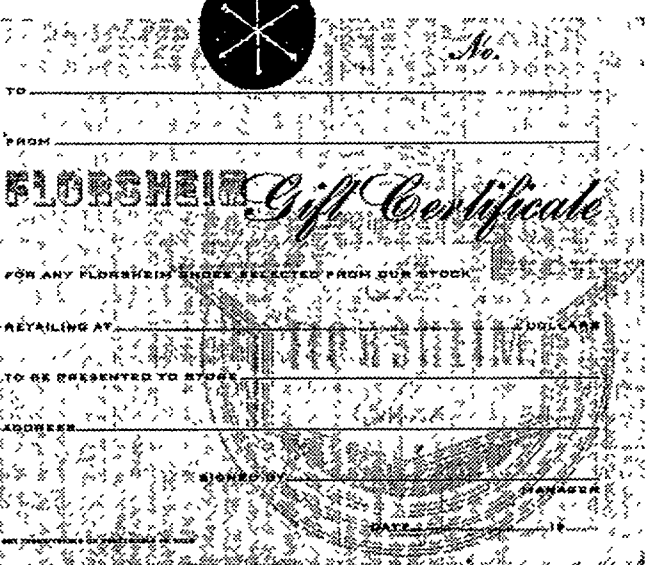 No.
TO
FROM
FLORSHEIM Gift Certificate
FOR ANY FLORSHEIM SHOES SELECTED FROM OUR STOCK
RETAILING AT DOLLARS
FLORSHEIM
TO BE PRESENTED TO STORE
ADDRESS
SIGNED BY
MANAGER
DATE 19